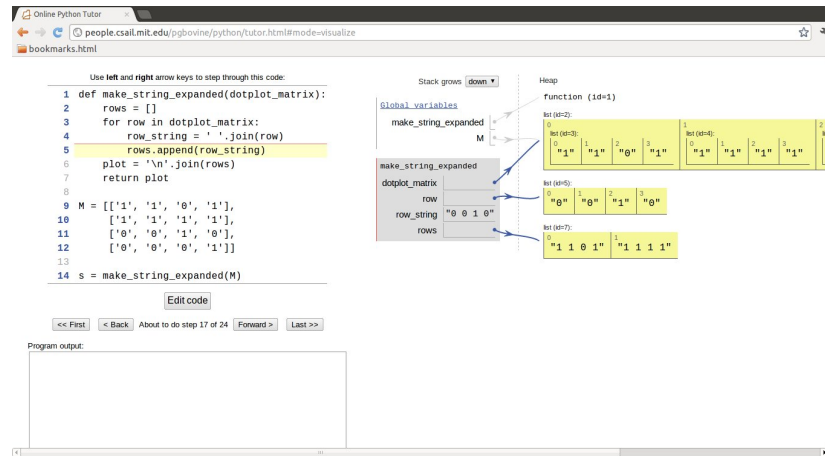 Online Python Tutor
people.csail.mit.edu/pgbovine/python/tutor.html#mode=visualize
bookmarks.html
Use left and right arrow keys to step through this code:
1 def make_string_expanded(dotplot_matrix):
2     rows = []
3     for row in dotplot_matrix:
4         row_string = ' '.join(row)
5         rows.append(row_string)
6     plot = '\n'.join(rows)
7     return plot
8
9 M = [['1', '1', '0', '1'],
10      ['1', '1', '1', '1'],
11      ['0', '0', '1', '0'],
12      ['0', '0', '0', '1']]
13
14 s = make_string_expanded(M)
Edit code
<< First < Back About to do step 17 of 24 Forward > Last >>
Program output:
Stack grows down
Global variables
make_string_expanded
M
make_string_expanded
dotplot_matrix
row
row_string "0 0 1 0"
rows
Heap
function (id=1)
list (id=2):
0 1 2
list (id=3): list (id=4):
0 1 2 3 0 1 2 3
"1" "1" "0" "1" "1" "1" "1" "1"
list (id=5):
0 1 2 3
"0" "0" "1" "0"
list (id=7):
0 1
"1 1 0 1" "1 1 1 1"